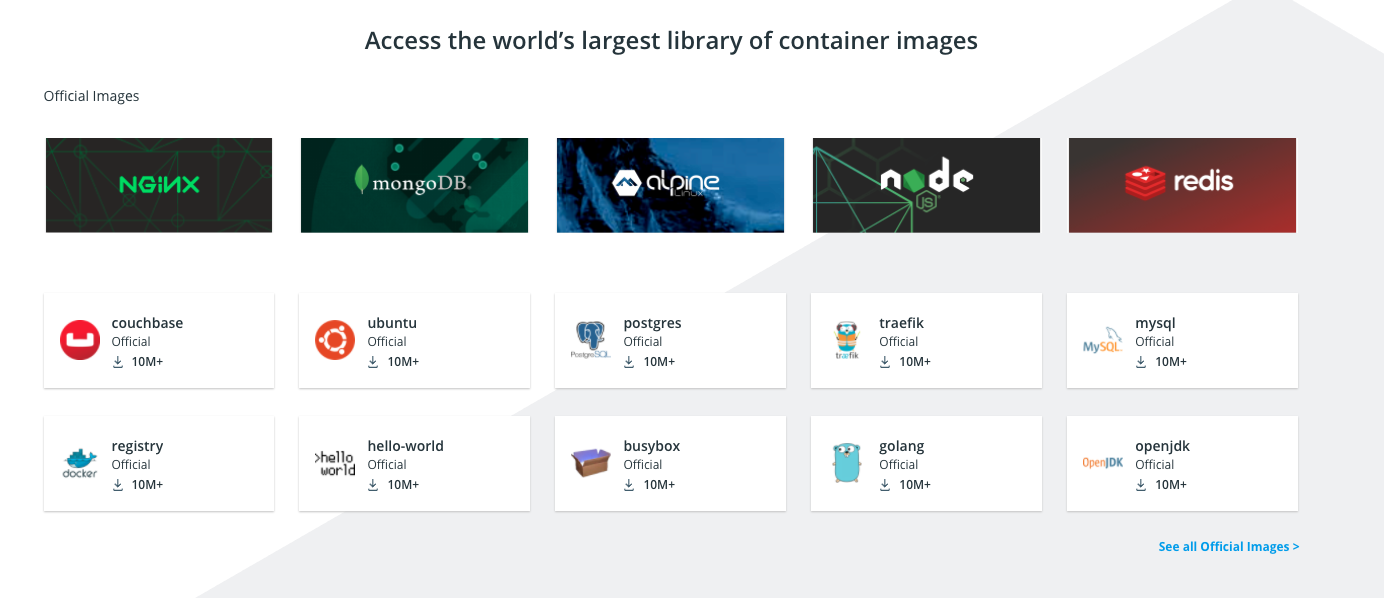 Access the world's largest library of container images
Official Images
NGINX
mongoDB.
alpine
Linux
node
JS
redis
couchbase
Official
10M+
ubuntu
Official
10M+
PostgreSQL
postgres
Official
10M+
træfik
traefik
Official
10M+
MySQL
mysql
Official
10M+
docker
registry
Official
10M+
>hello
world
hello-world
Official
10M+
busybox
Official
10M+
golang
Official
10M+
OpenJDK
openjdk
Official
10M+
See all Official Images >